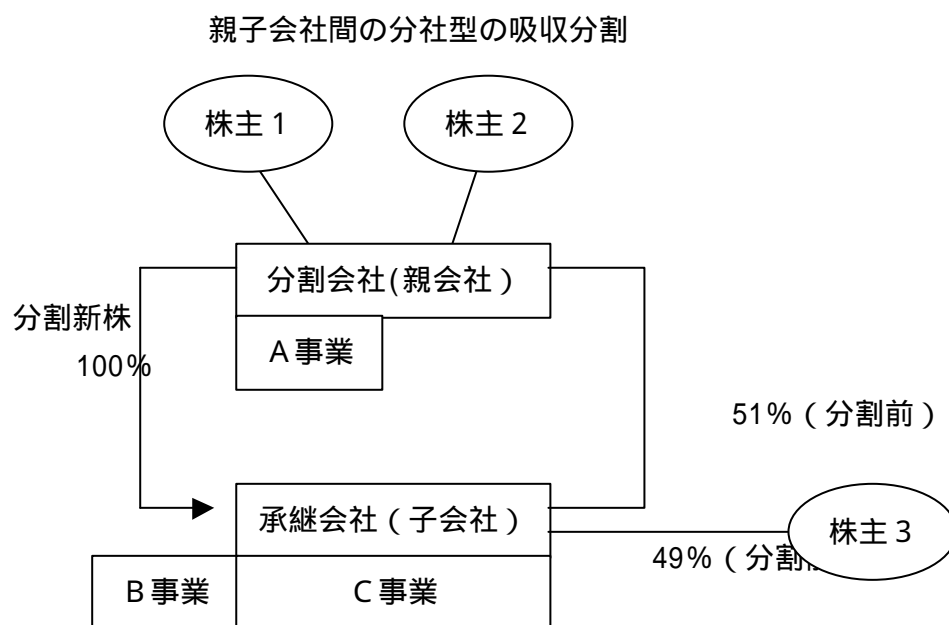 親子会社間の分社型の吸収分割
株主1
株主2
分割会社(親会社)
分割新株
100%
A事業
51%(分割前)
承継会社(子会社)
株主3
49%(分割
B事業
C事業